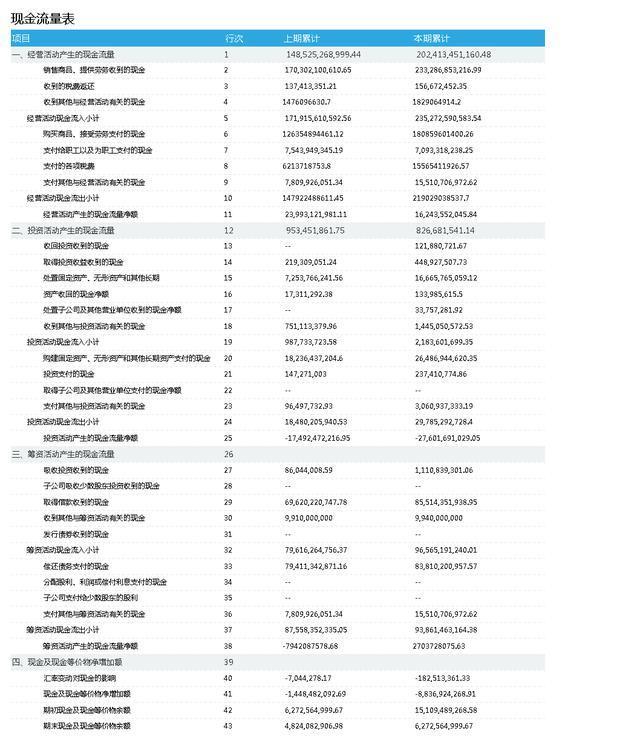 现金流量表
项目 行次 上期累计 本期累计
一、经营活动产生的现金流量 1 148,525,268,999.44 202,413,451,160.48
销售商品、提供劳务收到的现金 2 170,302,100,610.65 233,286,853,216.99
收到的税费返还 3 137,413,351.21 156,672,452.35
收到其他与经营活动有关的现金 4 1476096630.7 1829064914.2
经营活动现金流入小计 5 171,915,610,592.56 235,272,590,583.54
购买商品、接受劳务支付的现金 6 126354894461.12 180859601400.26
支付给职工以及为职工支付的现金 7 7,543,949,345.19 7,093,318,238.25
支付的各项税费 8 6213718753.8 15565411926.57
支付其他与经营活动有关的现金 9 7,809,926,051.34 15,510,706,972.62
经营活动现金流出小计 10 147922488611.45 219029038537.7
经营活动产生的现金流量净额 11 23,993,121,981.11 16,243,552,045.84
二、投资活动产生的现金流量 12 953,451,861.75 826,681,541.14
收回投资收到的现金 13 -- 121,880,721.67
取得投资收益收到的现金 14 219,309,051.24 448,927,507.73
处置固定资产、无形资产和其他长期 15 7,253,766,241.56 16,665,765,059.12
资产收回的现金净额 16 17,311,292.38 133,985,615.5
处置子公司及其他营业单位收到的现金净额 17 -- 33,757,281.92
收到其他与投资活动有关的现金 18 751,113,379.96 1,445,050,572.53
投资活动现金流入小计 19 987,733,723.58 2,183,601,699.35
购建固定资产、无形资产和其他长期资产支付的现金 20 18,236,437,204.6 26,486,944,620.35
投资支付的现金 21 147,271,003 237,410,774.86
取得子公司及其他营业单位支付的现金净额 22 -- --
支付其他与投资活动有关的现金 23 96,497,732.93 3,060,937,333.19
投资活动现金流出小计 24 18,480,205,940.53 29,785,292,728.4
投资活动产生的现金流量净额 25 -17,492,472,216.95 -27,601,691,029.05
三、筹资活动产生的现金流量 26
吸收投资收到的现金 27 86,044,008.59 1,110,839,301.06
子公司吸收少数股东投资收到的现金 28 -- --
取得借款收到的现金 29 69,620,220,747.78 85,514,351,938.95
收到其他与筹资活动有关的现金 30 9,910,000,000 9,940,000,000
发行债券收到的现金 31 -- --
筹资活动现金流入小计 32 79,616,264,756.37 96,565,191,240.01
偿还债务支付的现金 33 79,411,342,871.16 83,810,200,957.57
分配股利、利润或偿付利息支付的现金 34 -- --
子公司支付给少数股东的股利 35 -- --
支付其他与筹资活动有关的现金 36 7,809,926,051.34 15,510,706,972.62
筹资活动现金流出小计 37 87,558,352,335.05 93,861,463,164.38
筹资活动产生的现金流量净额 38 -7942087578.68 2703728075.63
四、现金及现金等价物净增加额 39
汇率变动对现金的影响 40 -7,044,278.17 -182,513,361.33
现金及现金等价物净增加额 41 -1,448,482,092.69 -8,836,924,268.91
期初现金及现金等价物余额 42 6,272,564,999.67 15,109,489,268.58
期末现金及现金等价物余额 43 4,824,082,906.98 6,272,564,999.67